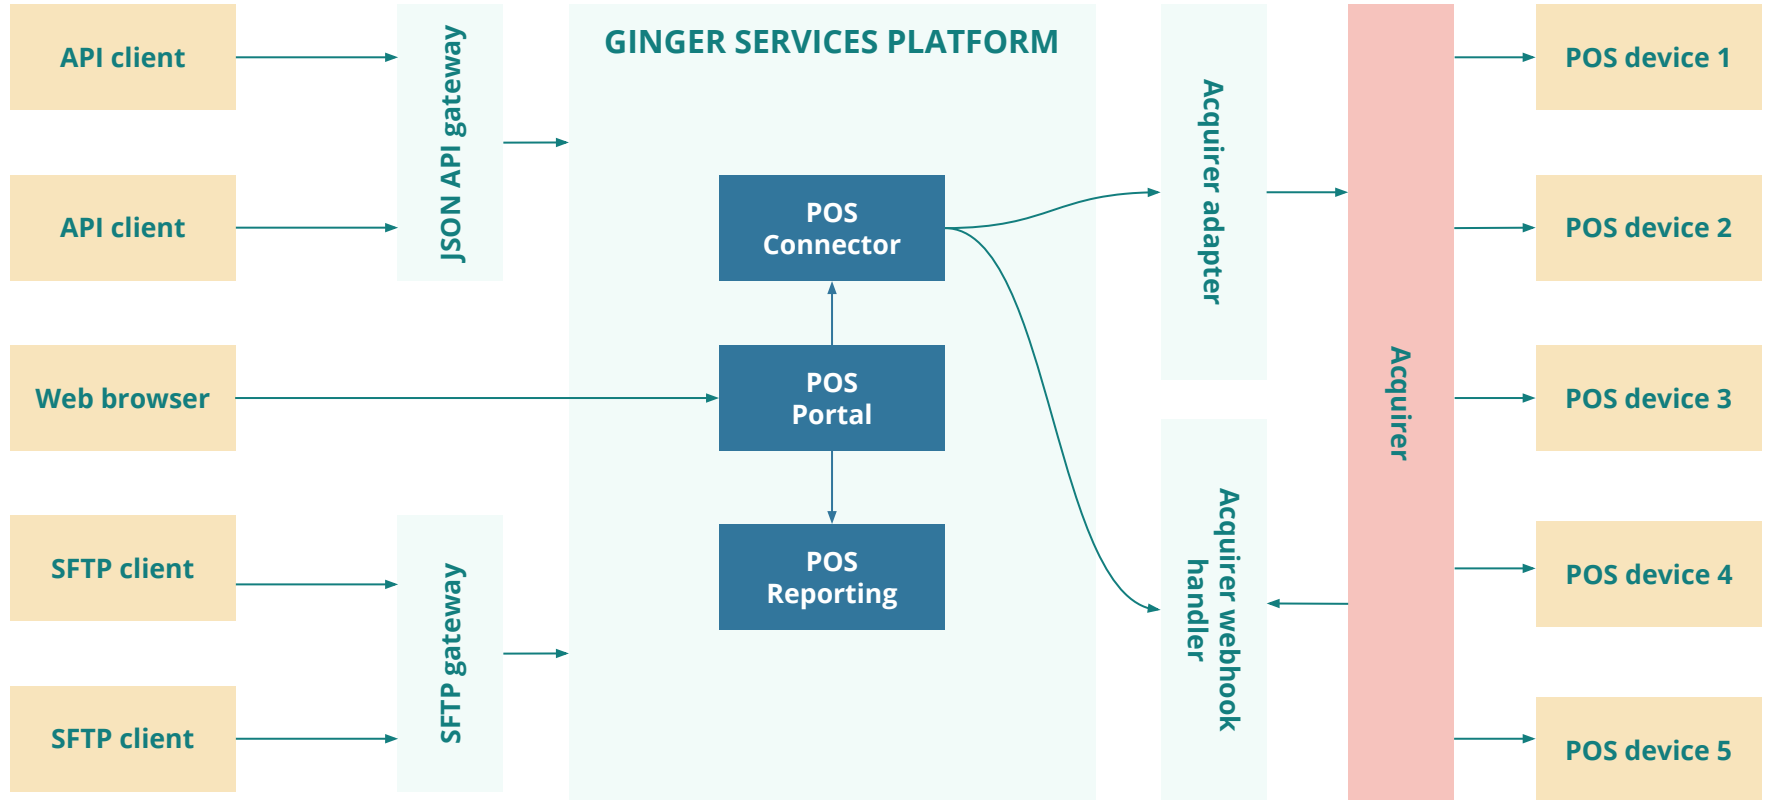 API client
API client
Web browser
SFTP client
SFTP client
JSON API gateway
SFTP gateway
GINGER SERVICES PLATFORM
POS
Connector
POS
Portal
POS
Reporting
Acquirer adapter
Acquirer webhook
handler
Acquirer
POS device 1
POS device 2
POS device 3
POS device 4
POS device 5